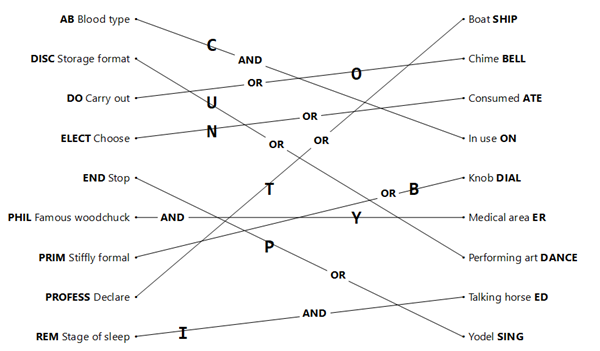 AB Blood type
Boat SHIP
C
AND
DISC Storage format
Chime BELL
O
OR
DO Carry out
Consumed ATE
U
OR
N
ELECT Choose
In use ON
OR
OR
END Stop
Knob DIAL
T
OR
B
PHIL Famous woodchuck
AND
Y
Medical area ER
P
PRIM Stiffly formal
Performing art DANCE
OR
PROFESS Declare
Talking horse ED
AND
REM Stage of sleep
I
Yodel SING